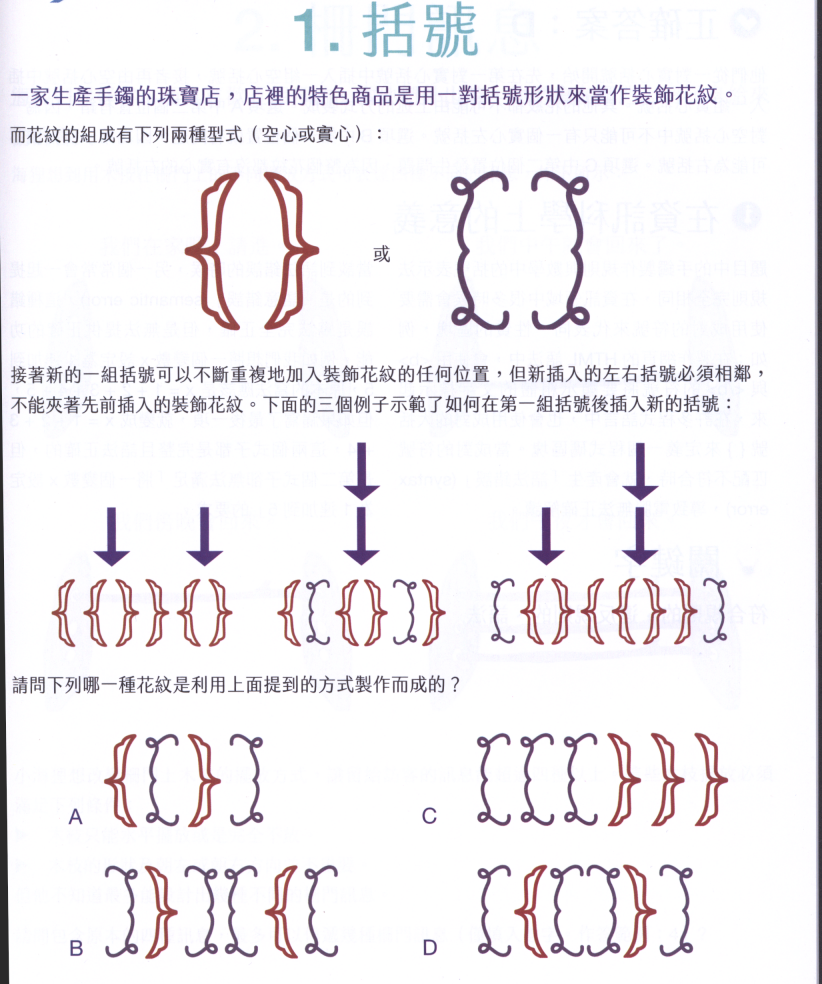 1. 括號
一家生產手鐲的珠寶店，店裡的特色商品是用一對括號形狀來當作裝飾花紋。
而花紋的組成有下列兩種型式（空心或實心）：
或
接著新的一組括號可以不斷重複地加入裝飾花紋的任何位置，但新插入的左右括號必須相鄰，
不能夾著先前插入的裝飾花紋。下面的三個例子示範了如何在第一組括號後插入新的括號：
請問下列哪一種花紋是利用上面提到的方式製作而成的？
A
C
B
D